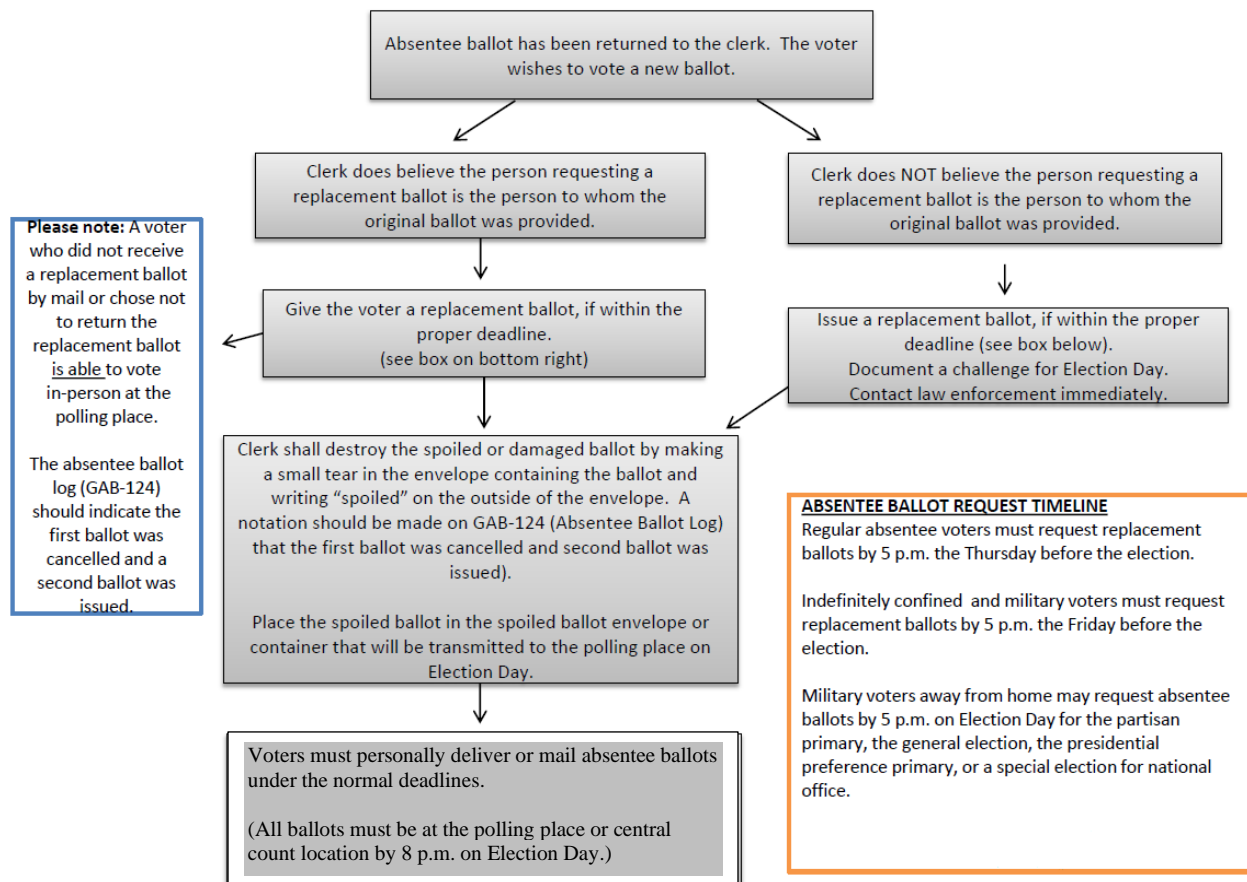 Absentee ballot has been returned to the clerk.  The voter
wishes to vote a new ballot.
Clerk does believe the person requesting a
replacement ballot is the person to whom the
original ballot was provided.
Clerk does NOT believe the person requesting a
replacement ballot is the person to whom the
original ballot was provided.
Please note: A voter
who did not receive
a replacement ballot
by mail or chose not
to return the
replacement ballot
is able to vote
in-person at the
polling place.
The absentee ballot
log (GAB-124)
should indicate the
first ballot was
cancelled and a
second ballot was
issued.
Give the voter a replacement ballot, if within the
proper deadline.
(see box on bottom right)
Issue a replacement ballot, if within the proper
deadline (see box below).
Document a challenge for Election Day.
Contact law enforcement immediately.
Clerk shall destroy the spoiled or damaged ballot by making
a small tear in the envelope containing the ballot and
writing “spoiled” on the outside of the envelope.  A
notation should be made on GAB-124 (Absentee Ballot Log)
that the first ballot was cancelled and second ballot was
issued).
Place the spoiled ballot in the spoiled ballot envelope or
container that will be transmitted to the polling place on
Election Day.
ABSENTEE BALLOT REQUEST TIMELINE
Regular absentee voters must request replacement
ballots by 5 p.m. the Thursday before the election.
Indefinitely confined  and military voters must request
replacement ballots by 5 p.m. the Friday before the
election.
Military voters away from home may request absentee
ballots by 5 p.m. on Election Day for the partisan
primary, the general election, the presidential
preference primary, or a special election for national
office.
Voters must personally deliver or mail absentee ballots
under the normal deadlines.
(All ballots must be at the polling place or central
count location by 8 p.m. on Election Day.)